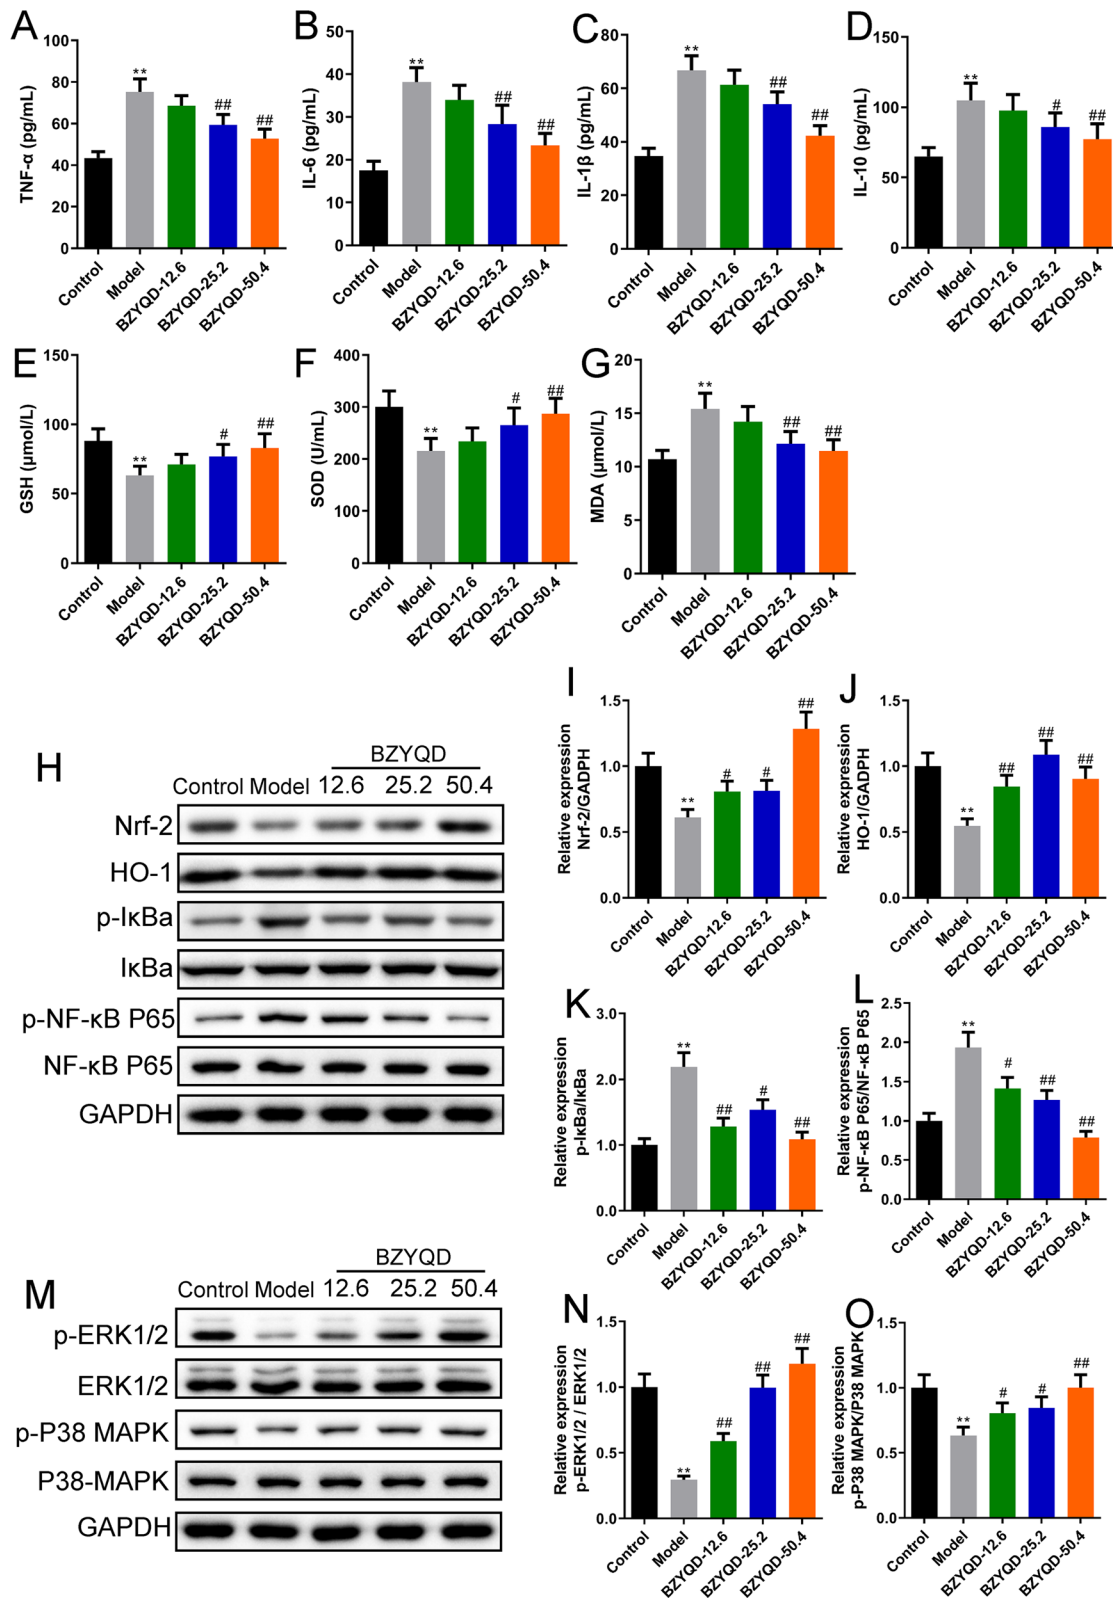 A
TNF-α (pg/mL)
100
80
60
40
20
0
**
##
##
Control
Model
BZYQD-12.6
BZYQD-25.2
BZYQD-50.4
B
IL-6 (pg/mL)
50
40
30
20
10
0
**
##
##
Control
Model
BZYQD-12.6
BZYQD-25.2
BZYQD-50.4
C
IL-1β (pg/mL)
80
60
40
20
0
**
##
##
Control
Model
BZYQD-12.6
BZYQD-25.2
BZYQD-50.4
D
IL-10 (pg/mL)
150
100
50
0
**
#
##
Control
Model
BZYQD-12.6
BZYQD-25.2
BZYQD-50.4
E
GSH (μmol/L)
150
100
50
0
**
#
##
Control
Model
BZYQD-12.6
BZYQD-25.2
BZYQD-50.4
F
SOD (U/mL)
400
300
200
100
0
**
#
##
Control
Model
BZYQD-12.6
BZYQD-25.2
BZYQD-50.4
G
MDA (μmol/L)
20
15
10
5
0
**
##
##
Control
Model
BZYQD-12.6
BZYQD-25.2
BZYQD-50.4
H
BZYQD
Control Model 12.6 25.2 50.4
Nrf-2
HO-1
p-IκBa
IκBa
p-NF-κB P65
NF-κB P65
GAPDH
I
Relative expression
Nrf-2/GADPH
1.5
1.0
0.5
0.0
**
#
#
##
Control
Model
BZYQD-12.6
BZYQD-25.2
BZYQD-50.4
J
Relative expression
HO-1/GADPH
1.5
1.0
0.5
0.0
**
##
##
##
Control
Model
BZYQD-12.6
BZYQD-25.2
BZYQD-50.4
K
Relative expression
p-IκBa/IκBa
3.0
2.0
1.0
0.0
**
##
#
##
Control
Model
BZYQD-12.6
BZYQD-25.2
BZYQD-50.4
L
Relative expression
p-NF-κB P65/NF-κB P65
2.5
2.0
1.5
1.0
0.5
0.0
**
#
##
##
Control
Model
BZYQD-12.6
BZYQD-25.2
BZYQD-50.4
M
BZYQD
Control Model 12.6 25.2 50.4
p-ERK1/2
ERK1/2
p-P38 MAPK
P38-MAPK
GAPDH
N
Relative expression
p-ERK1/2 / ERK1/2
1.5
1.0
0.5
0.0
**
##
##
##
Control
Model
BZYQD-12.6
BZYQD-25.2
BZYQD-50.4
O
Relative expression
p-P38 MAPK/P38 MAPK
1.5
1.0
0.5
0.0
**
#
#
##
Control
Model
BZYQD-12.6
BZYQD-25.2
BZYQD-50.4